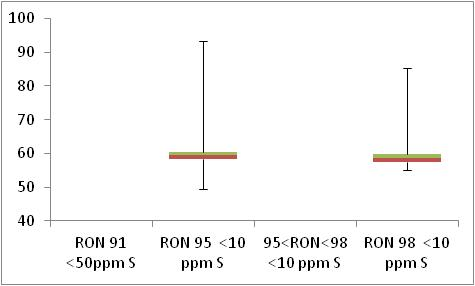 100
90
80
70
60
50
40
RON 91
<50ppm S
RON 95 <10
ppm S
95<RON<98
<10 ppm S
RON 98 <10
ppm S